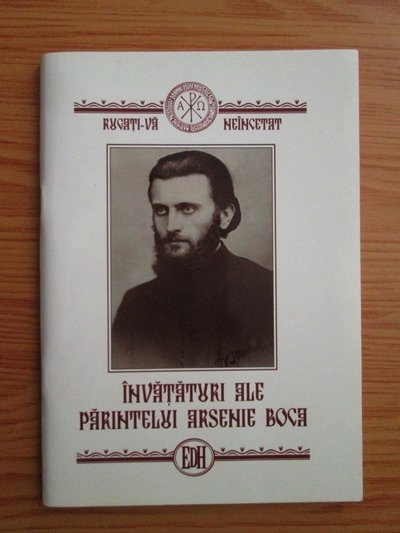 RUGAȚI-VĂ NEÎNCETAT
Α Ω
ÎNVĂȚĂTURI ALE
PĂRINTELUI ARSENIE BOCA
EDH